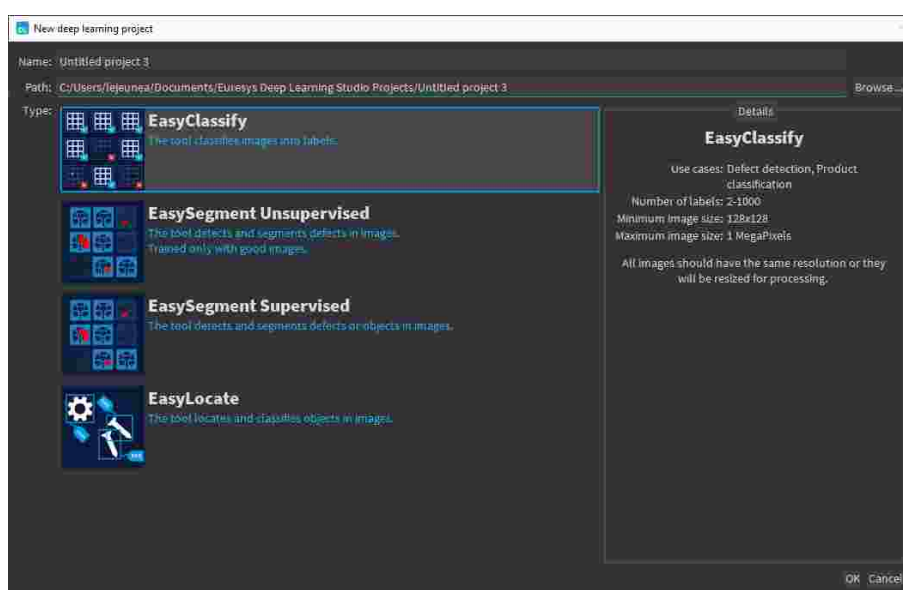 New deep learning project
Name: Untitled project 3
Path: C:/Users/lejeunea/Documents/Euresys Deep Learning Studio Projects/Untitled project 3
Browse...
Type:
EasyClassify
The tool classifies images into labels.
EasySegment Unsupervised
The tool detects and segments defects in images.
Trained only with good images.
EasySegment Supervised
The tool detects and segments defects or objects in images.
EasyLocate
The tool locates and classifies objects in images.
Details
EasyClassify
Use cases: Defect detection, Product
classification
Number of labels: 2-1000
Minimum image size: 128x128
Maximum image size: 1 MegaPixels
All images should have the same resolution or they
will be resized for processing.
OK Cancel